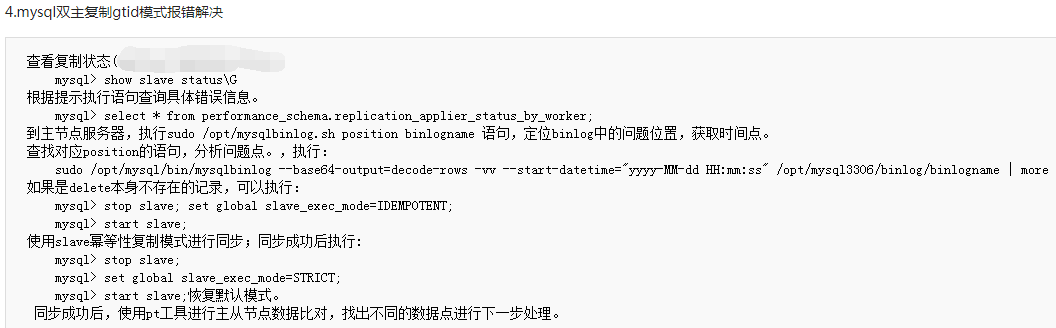 4.mysql双主复制gtid模式报错解决
查看复制状态(
mysql> show slave status\G
根据提示执行语句查询具体错误信息。
mysql> select * from performance_schema.replication_applier_status_by_worker;
到主节点服务器，执行sudo /opt/mysqlbinlog.sh position binlogname 语句，定位binlog中的问题位置，获取时间点。
查找对应position的语句，分析问题点。，执行：
sudo /opt/mysql/bin/mysqlbinlog --base64-output=decode-rows -vv --start-datetime="yyyy-MM-dd HH:mm:ss" /opt/mysql3306/binlog/binlogname | more
如果是delete本身不存在的记录，可以执行：
mysql> stop slave; set global slave_exec_mode=IDEMPOTENT;
mysql> start slave;
使用slave幂等性复制模式进行同步；同步成功后执行：
mysql> stop slave;
mysql> set global slave_exec_mode=STRICT;
mysql> start slave;恢复默认模式。
同步成功后，使用pt工具进行主从节点数据比对，找出不同的数据点进行下一步处理。